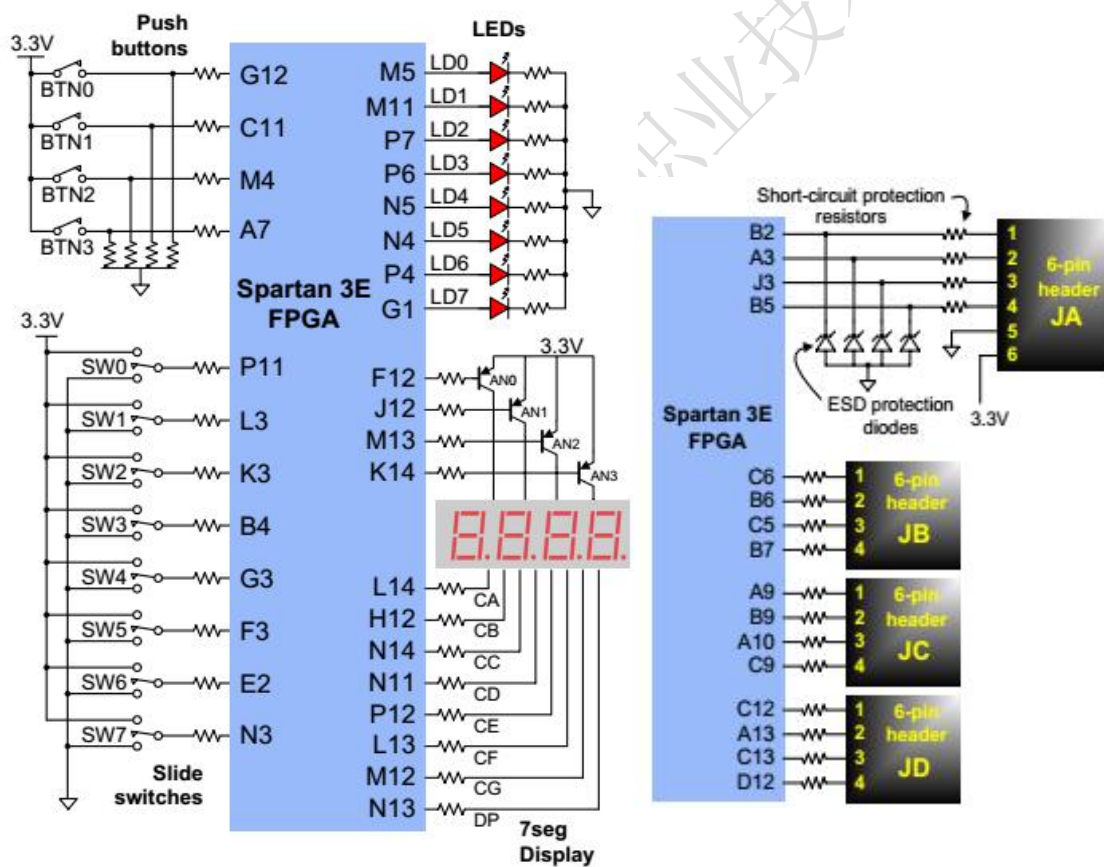 Push
buttons
3.3V
BTN0
BTN1
BTN2
BTN3
G12
C11
M4
A7
Spartan 3E
FPGA
LEDs
M5 LD0
M11 LD1
P7 LD2
P6 LD3
N5 LD4
N4 LD5
P4 LD6
G1 LD7
3.3V
SW0 P11
SW1 L3
SW2 K3
SW3 B4
SW4 G3
SW5 F3
SW6 E2
SW7 N3
Slide
switches
3.3V
F12 AN0
J12 AN1
M13 AN2
K14 AN3
8.8.8.8.
L14 CA
H12 CB
N14 CC
N11 CD
P12 CE
L13 CF
M12 CG
N13 DP
7seg
Display
职业技
Short-circuit protection
resistors
B2 1
A3 2
J3 3
B5 4
5
6
6-pin
header
JA
3.3V
ESD protection
diodes
Spartan 3E
FPGA
C6 1
B6 2
C5 3
B7 4
6-pin
header
JB
A9 1
B9 2
A10 3
C9 4
6-pin
header
JC
C12 1
A13 2
C13 3
D12 4
6-pin
header
JD